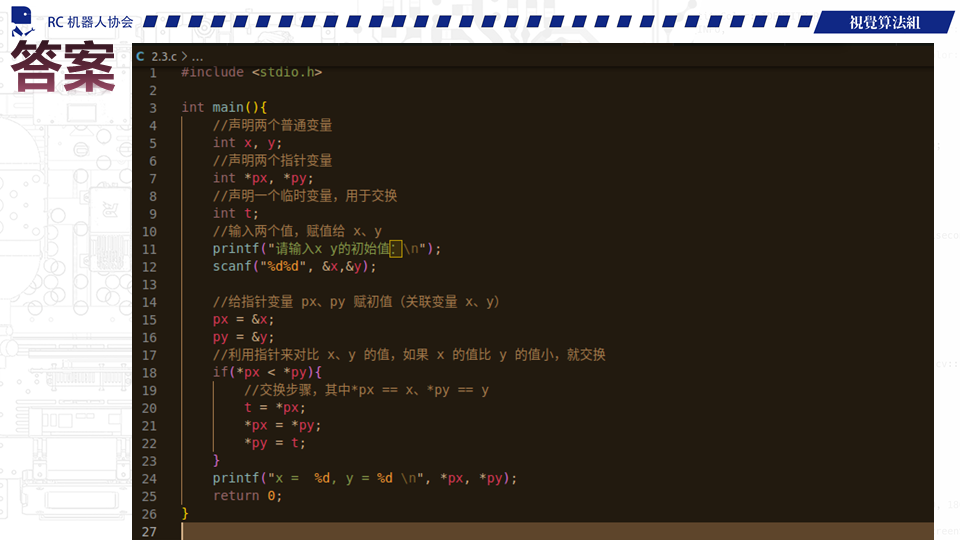 RC 机器人协会
視覺算法組
答案
C 2.3.c > ...
1 #include <stdio.h>
2
3 int main(){
4 //声明两个普通变量
5 int x, y;
6 //声明两个指针变量
7 int *px, *py;
8 //声明一个临时变量，用于交换
9 int t;
10 //输入两个值，赋值给 x、y
11 printf("请输入x y的初始值：\n");
12 scanf("%d%d", &x,&y);
13
14 //给指针变量 px、py 赋初值（关联变量 x、y）
15 px = &x;
16 py = &y;
17 //利用指针来对比 x、y 的值，如果 x 的值比 y 的值小，就交换
18 if(*px < *py){
19 //交换步骤，其中*px == x、*py == y
20 t = *px;
21 *px = *py;
22 *py = t;
23 }
24 printf("x =  %d, y = %d \n", *px, *py);
25 return 0;
26 }
27